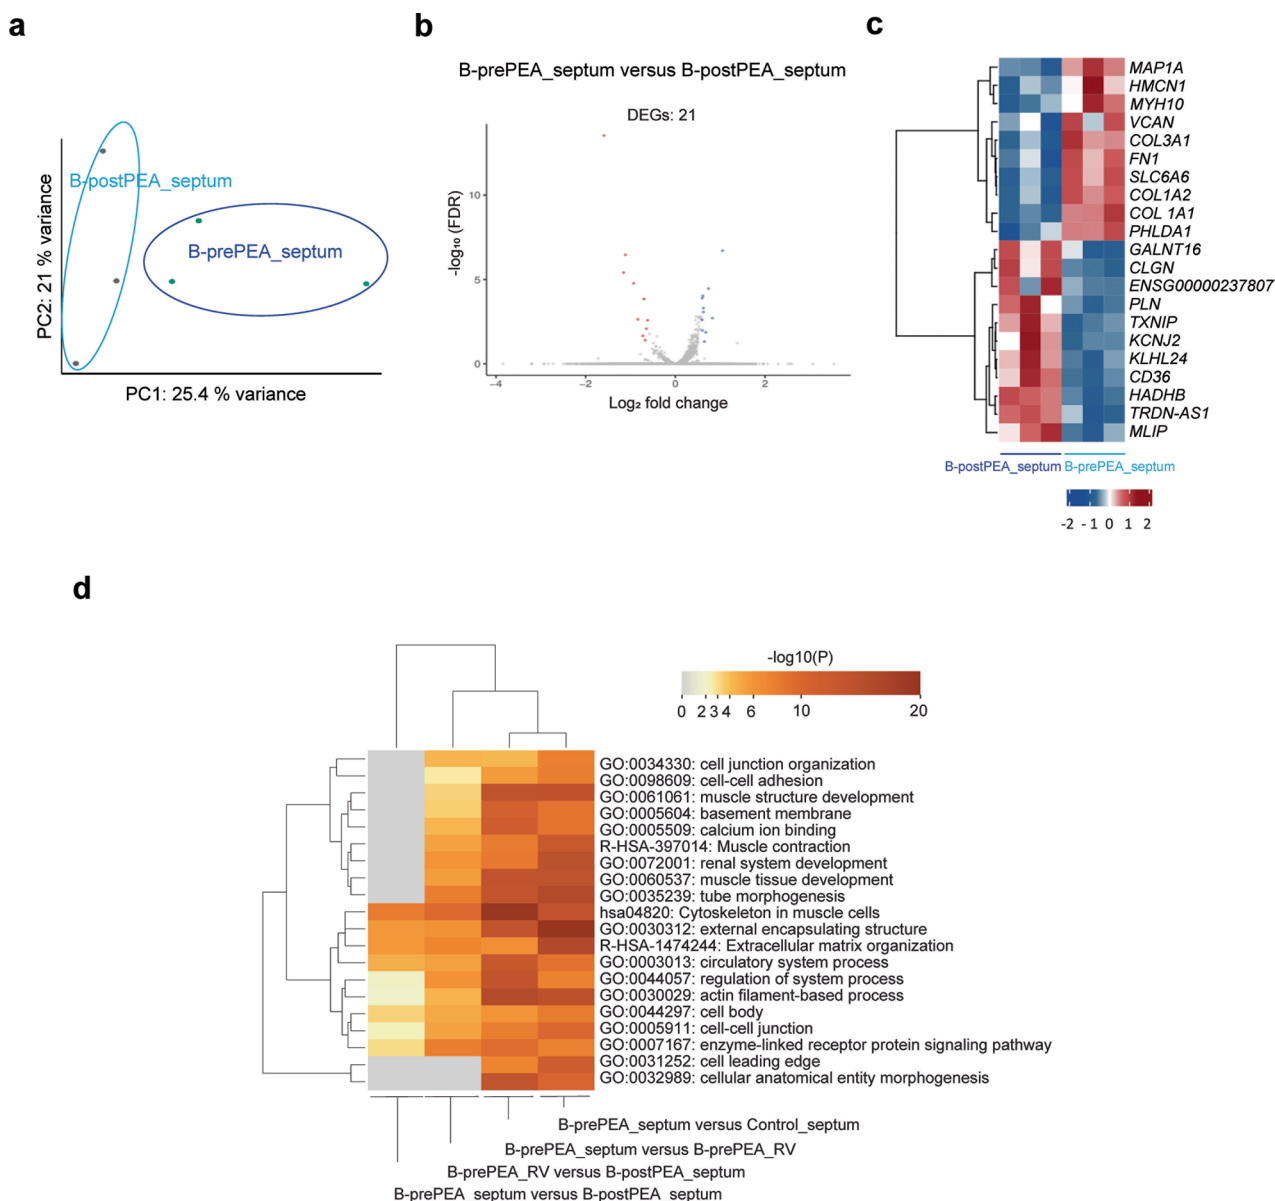 a
B-postPEA_septum
B-prePEA_septum
PC2: 21 % variance
PC1: 25.4 % variance
b
B-prePEA_septum versus B-postPEA_septum
DEGs: 21
-log₁₀ (FDR)
10
5
0
−4
−2
0
2
Log₂ fold change
c
MAP1A
HMCN1
MYH10
VCAN
COL3A1
FN1
SLC6A6
COL1A2
COL 1A1
PHLDA1
GALNT16
CLGN
ENSG00000237807
PLN
TXNIP
KCNJ2
KLHL24
CD36
HADHB
TRDN-AS1
MLIP
B-postPEA_septum B-prePEA_septum
-2 -1 0 1 2
d
-log10(P)
0 2 3 4 6 10 20
GO:0034330: cell junction organization
GO:0098609: cell-cell adhesion
GO:0061061: muscle structure development
GO:0005604: basement membrane
GO:0005509: calcium ion binding
R-HSA-397014: Muscle contraction
GO:0072001: renal system development
GO:0060537: muscle tissue development
GO:0035239: tube morphogenesis
hsa04820: Cytoskeleton in muscle cells
GO:0030312: external encapsulating structure
R-HSA-1474244: Extracellular matrix organization
GO:0003013: circulatory system process
GO:0044057: regulation of system process
GO:0030029: actin filament-based process
GO:0044297: cell body
GO:0005911: cell-cell junction
GO:0007167: enzyme-linked receptor protein signaling pathway
GO:0031252: cell leading edge
GO:0032989: cellular anatomical entity morphogenesis
B-prePEA_septum versus Control_septum
B-prePEA_septum versus B-prePEA_RV
B-prePEA_RV versus B-postPEA_septum
B-prePEA_septum versus B-postPEA_septum